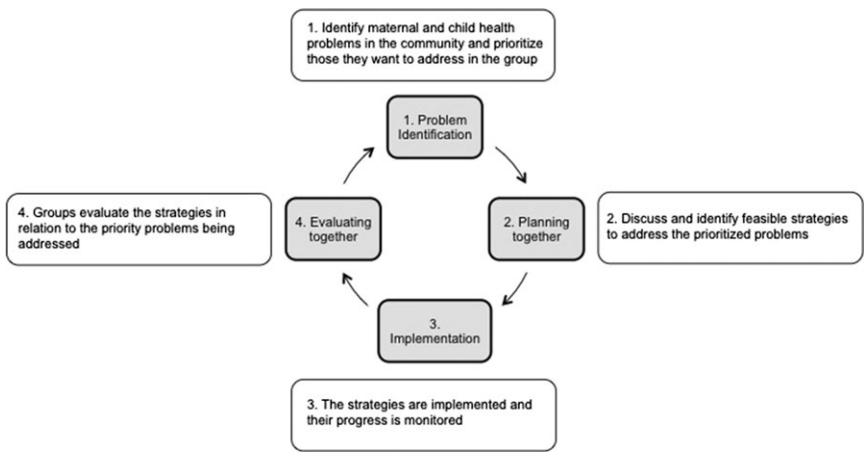 1. Identify maternal and child health
problems in the community and prioritize
those they want to address in the group
1. Problem
Identification
4. Groups evaluate the strategies in
relation to the priority problems being
addressed
4. Evaluating
together
2. Planning
together
2. Discuss and identify feasible strategies
to address the prioritized problems
3.
Implementation
3. The strategies are implemented and
their progress is monitored